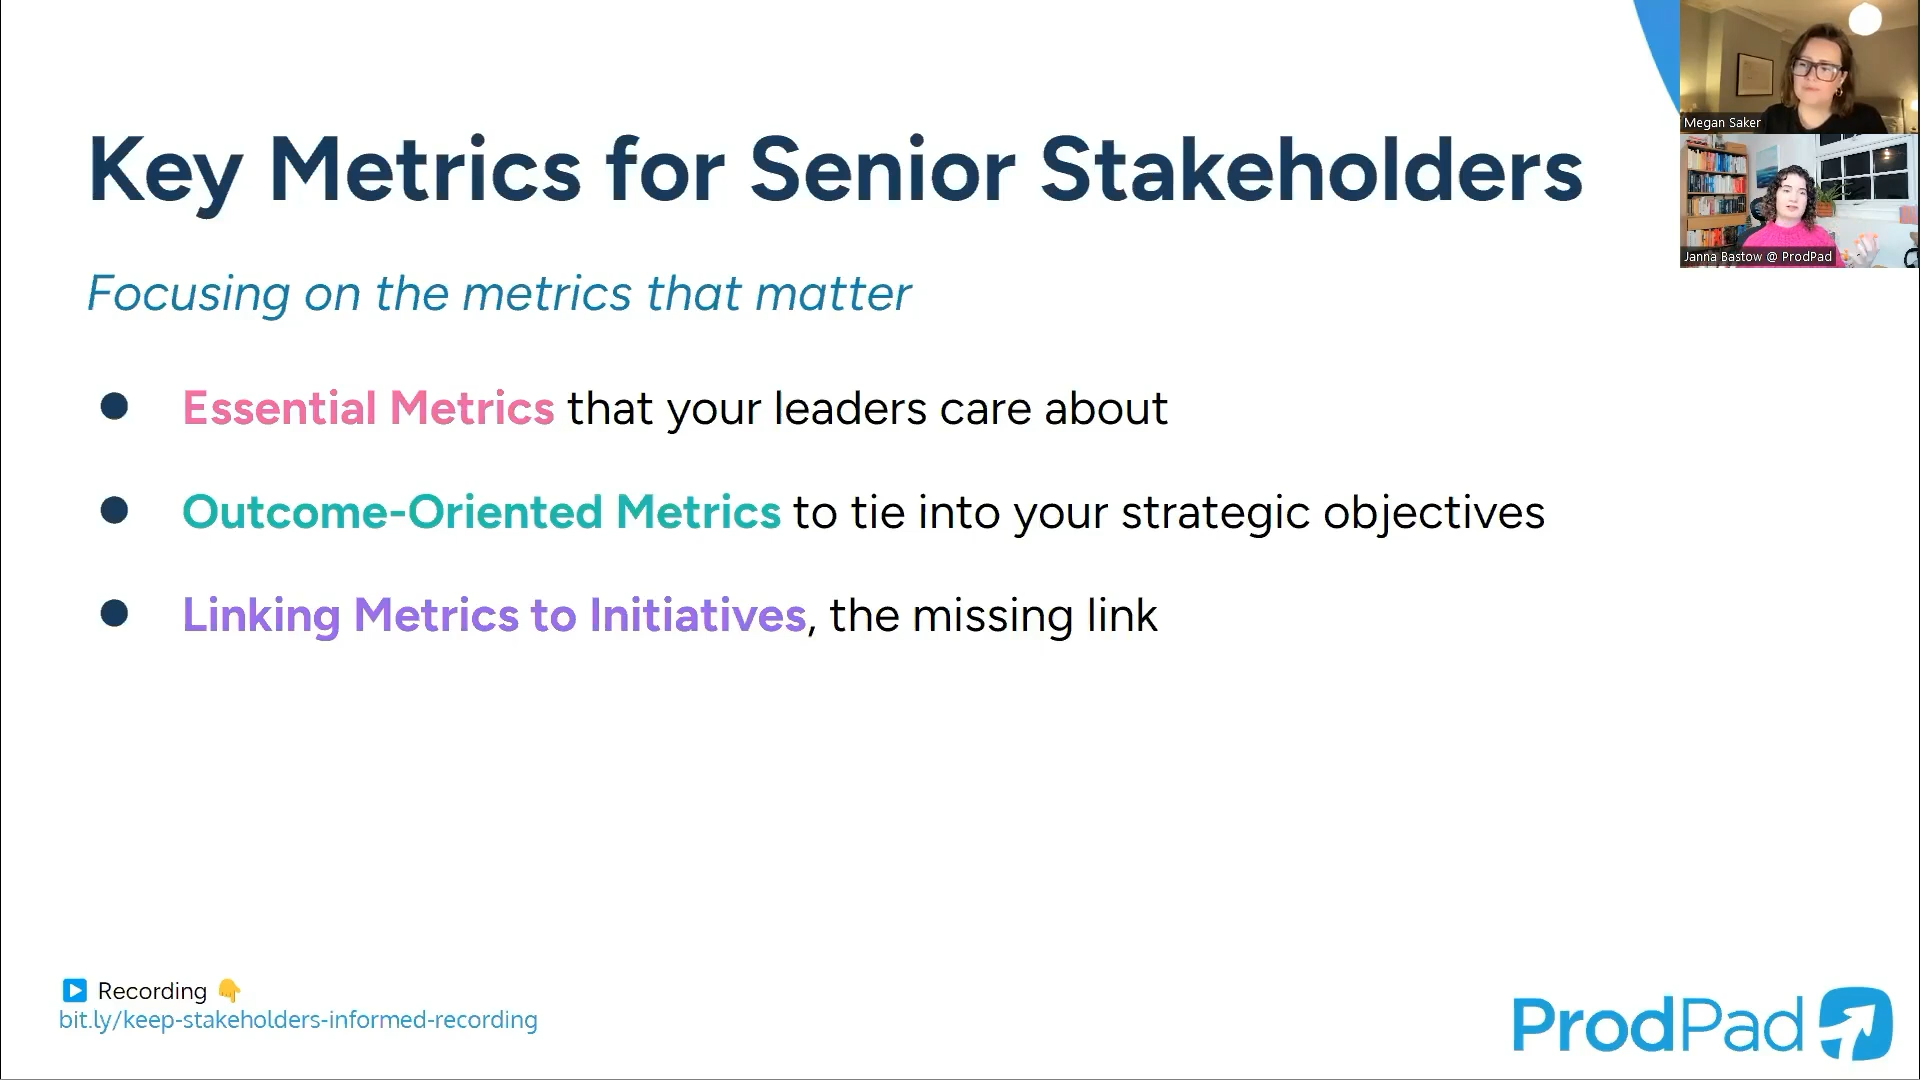 Key Metrics for Senior Stakeholders
Focusing on the metrics that matter
● Essential Metrics that your leaders care about
● Outcome-Oriented Metrics to tie into your strategic objectives
● Linking Metrics to Initiatives, the missing link
▶️ Recording 👇
bit.ly/keep-stakeholders-informed-recording
ProdPad
Megan Saker
Janna Bastow @ ProdPad